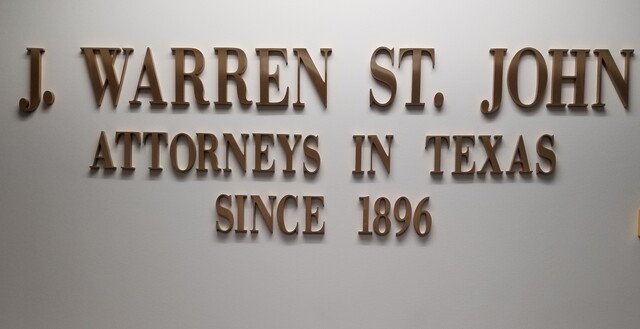 J. WARREN ST. JOHN
ATTORNEYS IN TEXAS
SINCE 1896